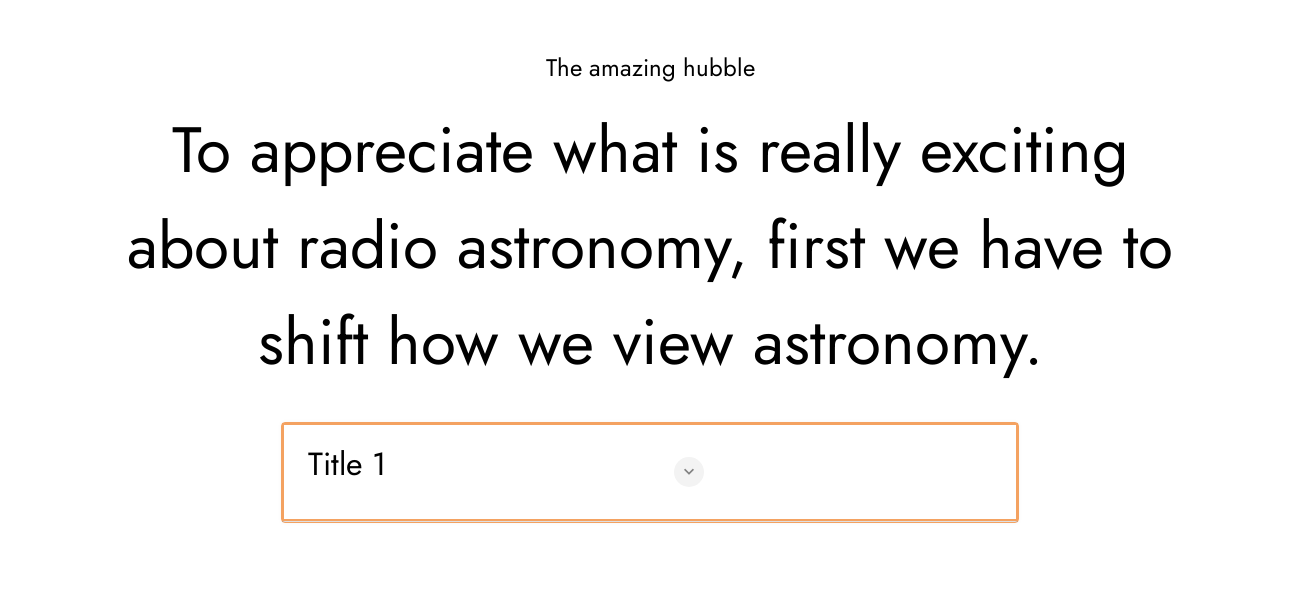 The amazing hubble
To appreciate what is really exciting
about radio astronomy, first we have to
shift how we view astronomy.
Title 1